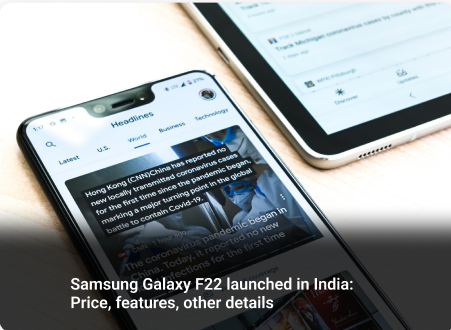 Track Michigan coronavirus cases by county with
Discover
Headlines
Latest
U.S.
World
Business
Technology
Hong Kong (CNN)China has reported no
new locally transmitted coronavirus cases
for the first time since the pandemic began,
marking a major turning point in the global
battle to contain Covid-19.
The coronavirus pandemic began in
China. Today, it reported no new
infections for the first time
Samsung Galaxy F22 launched in India:
Price, features, other details